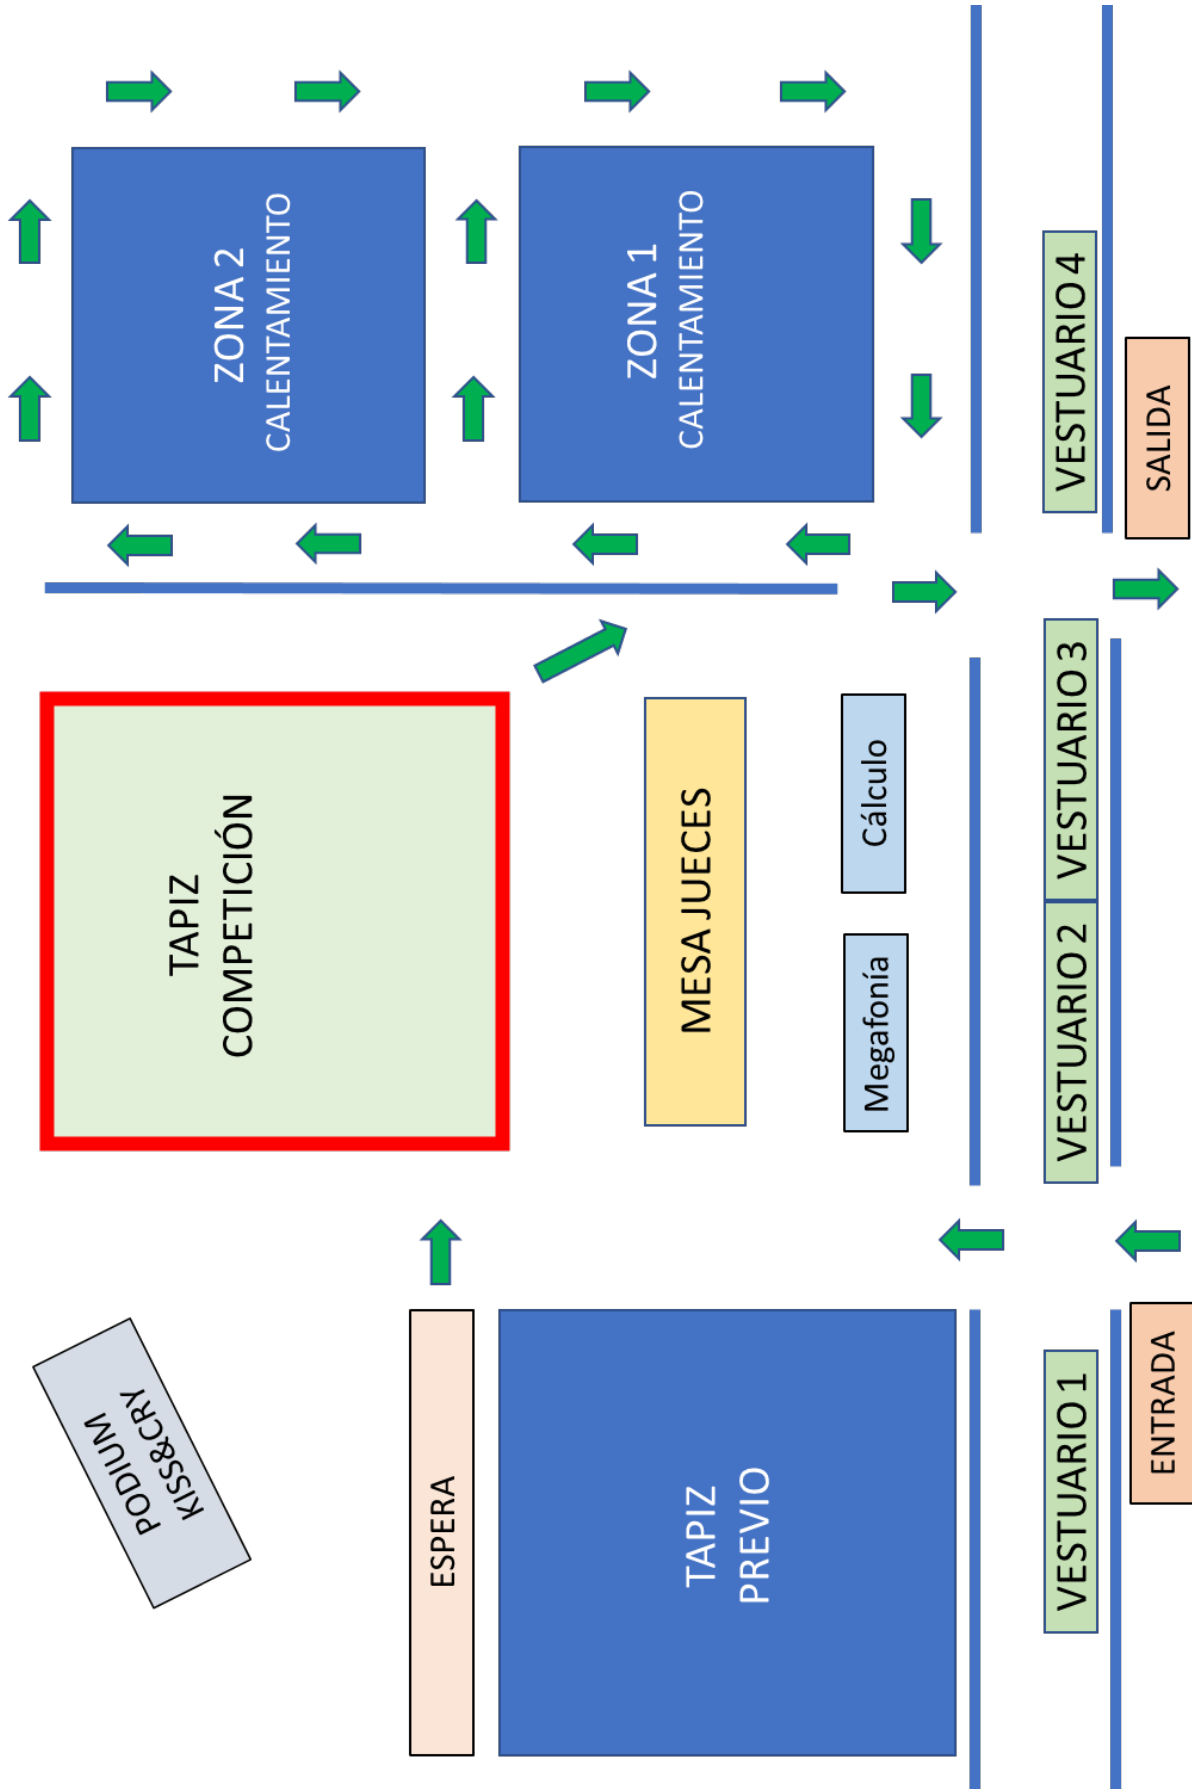 PODIUM
KISS&CRY
TAPIZ
COMPETICIÓN
ZONA 2
CALENTAMIENTO
ESPERA
TAPIZ
PREVIO
MESA JUECES
ZONA 1
CALENTAMIENTO
Megafonía
Cálculo
VESTUARIO 1
VESTUARIO 2
VESTUARIO 3
VESTUARIO 4
ENTRADA
SALIDA